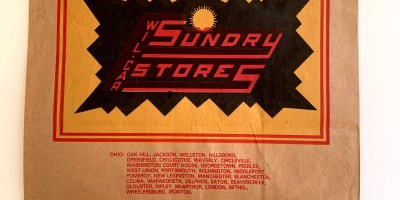 WIL-CAR
SUNDRY
STORES
OHIO: OAK HILL, JACKSON, WELLSTON, HILLSBORO,
GREENFIELD, CHILLICOTHE, WAVERLY, CIRCLEVILLE,
WASHINGTON COURT HOUSE, GEORGETOWN, PEEBLES,
WEST UNION, PORTSMOUTH, WILMINGTON, MIDDLEPORT,
POMEROY, NEW LEXINGTON, MANCHESTER, BLANCHESTER,
CELINA, WAPAKONETA, DELPHOS, EATON, BEAVERCREEK,
GLOUSTER, RIPLEY, McARTHUR, LONDON, BETHEL,
WHEELERSBURG, IRONTON.